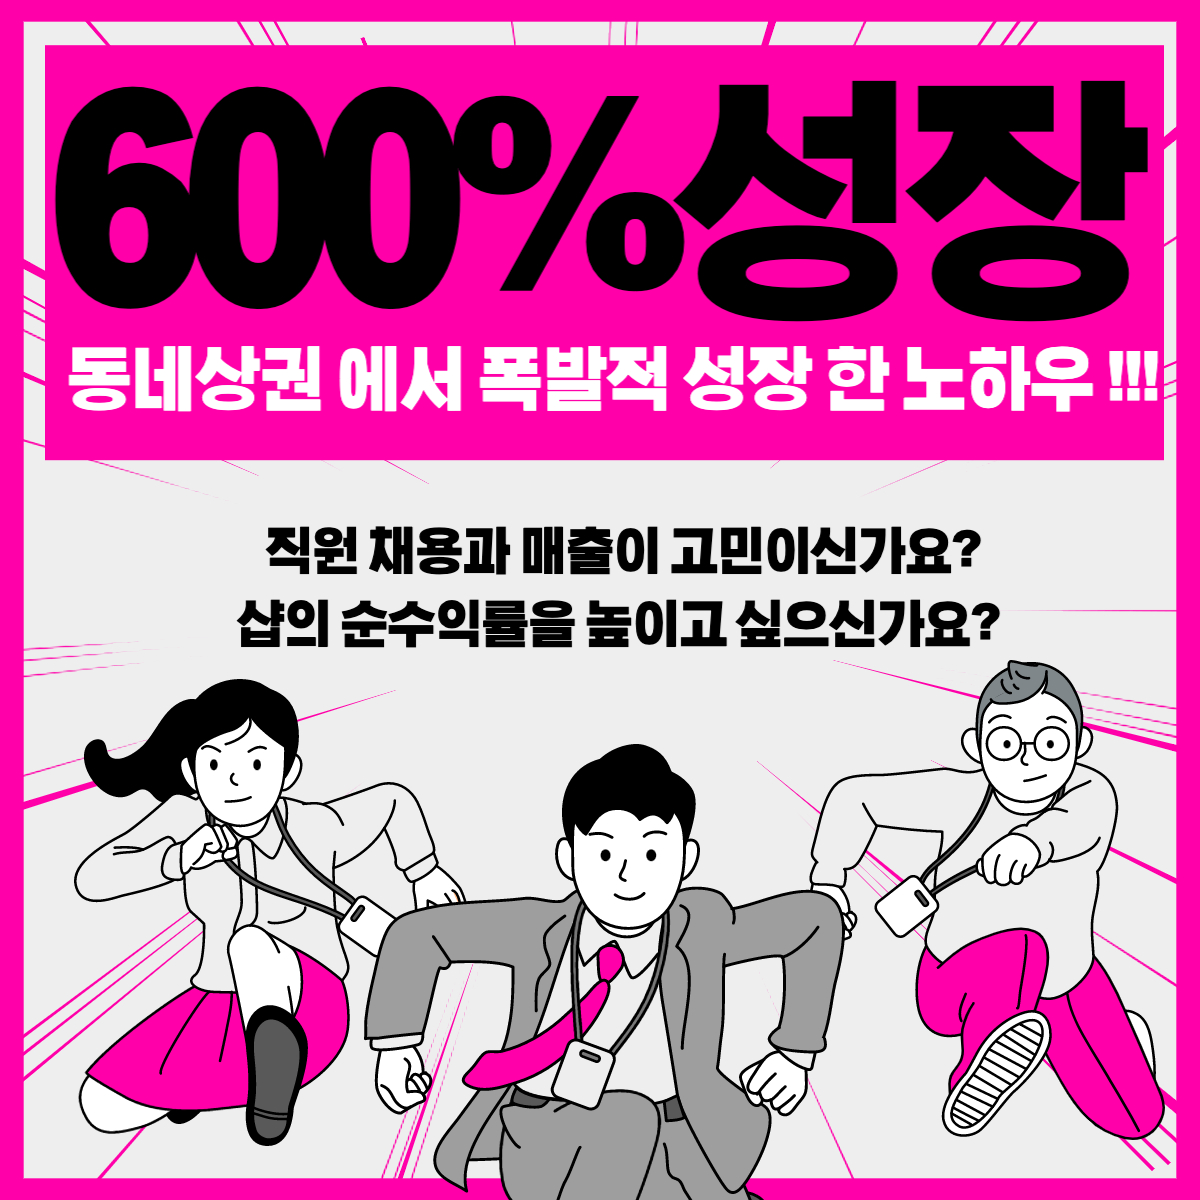 600%성장
동네상권 에서 폭발적 성장 한 노하우 !!!
직원 채용과 매출이 고민이신가요?
샵의 순수익률을 높이고 싶으신가요?